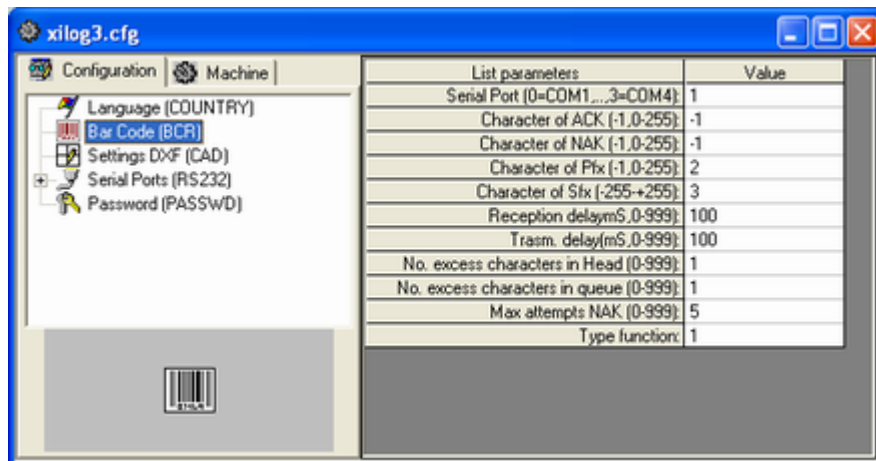 xilog3.cfg
Configuration Machine
Language (COUNTRY)
Bar Code (BCR)
Settings DXF (CAD)
Serial Ports (RS232)
Password (PASSWD)
List parameters Value
Serial Port (0=COM1,..,3=COM4): 1
Character of ACK (-1,0-255): -1
Character of NAK (-1,0-255): -1
Character of Pfx (-1,0-255): 2
Character of Sfx (-255-+255): 3
Reception delaymS,0-999): 100
Trasm. delay(mS,0-999): 100
No. excess characters in Head (0-999): 1
No. excess characters in queue (0-999): 1
Max attempts NAK (0-999): 5
Type function: 1